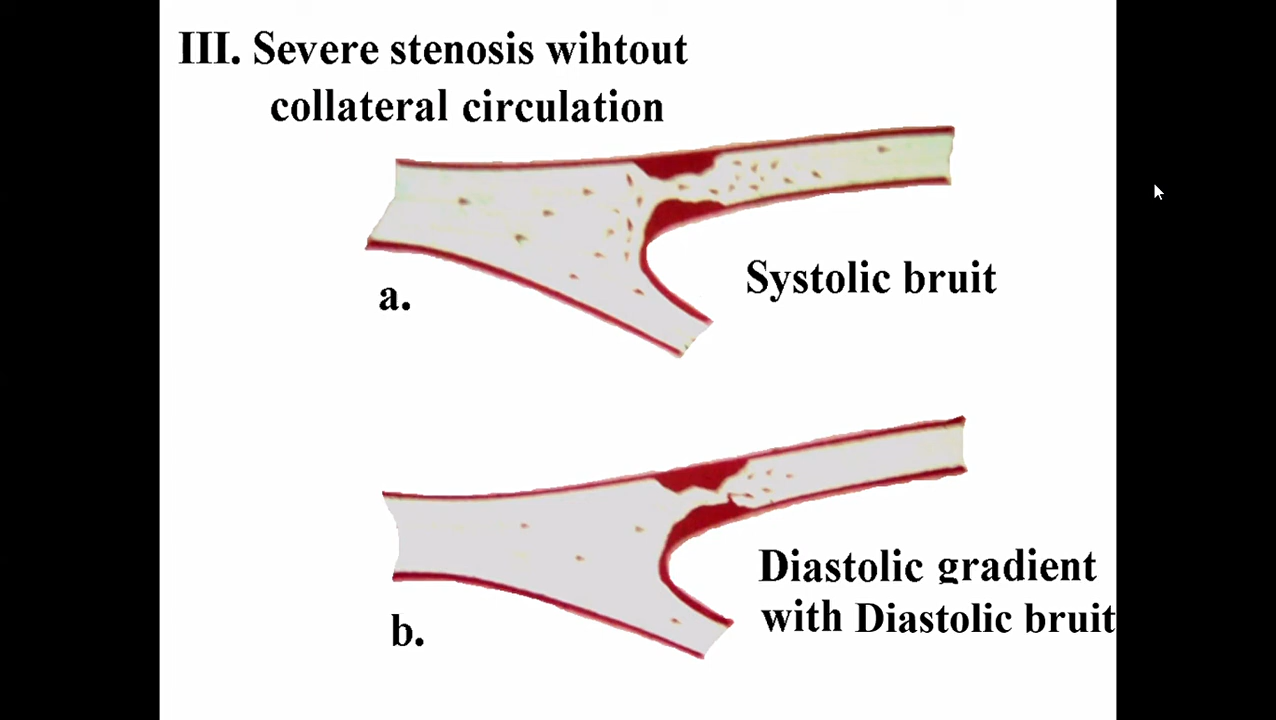 III. Severe stenosis wihtout
collateral circulation
Systolic bruit
a.
Diastolic gradient
with Diastolic bruit
b.